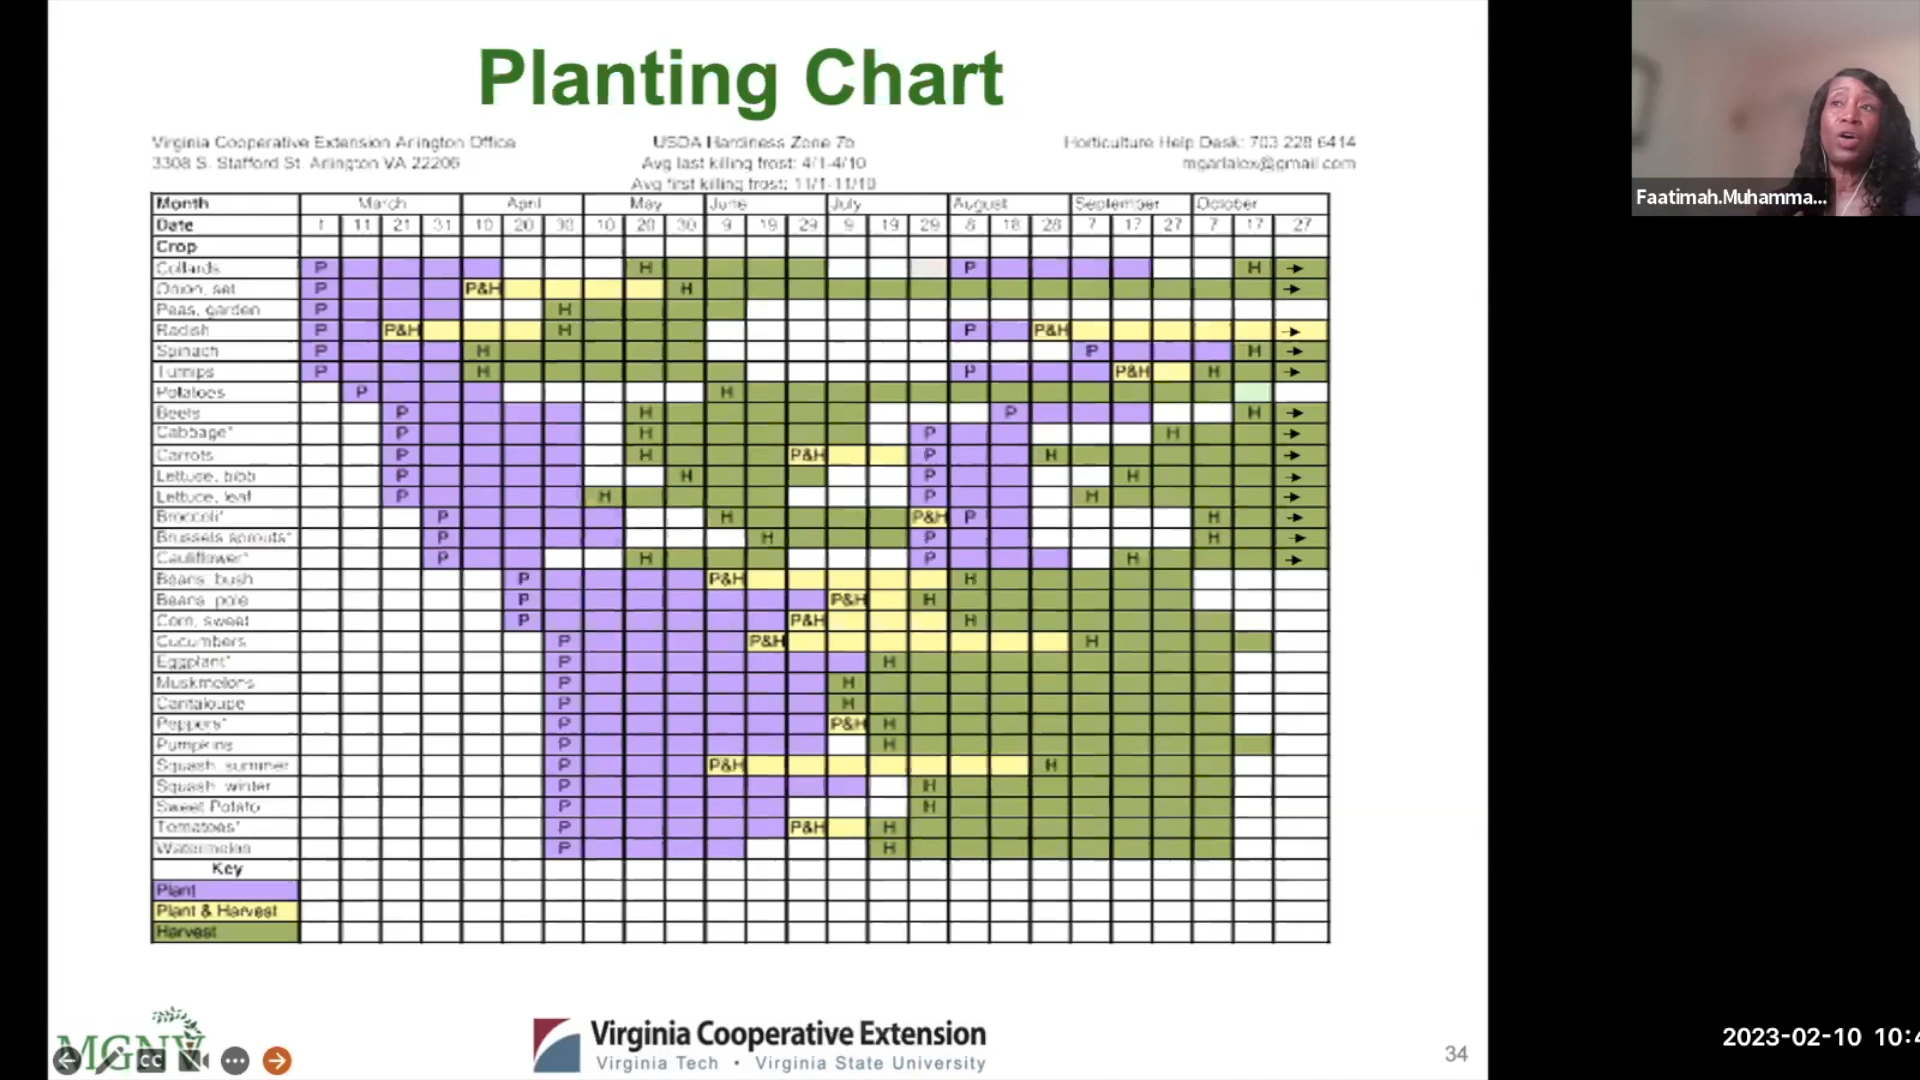 Planting Chart
Virginia Cooperative Extension Arlington Office
3308 S. Stafford St. Arlington VA 22206
USDA Hardiness Zone 7b
Avg last killing frost: 4/1-4/10
Avg first killing frost: 11/1-11/10
Horticulture Help Desk: 703 228 6414
mgarlalex@gmail.com
Month March April May June July August September October
Date 1 11 21 31 10 20 30 10 20 30 9 19 29 9 19 29 8 18 28 7 17 27 7 17 27
Crop
Collards P H P H →
Onion, set P P&H H →
Peas, garden P H
Radish P P&H H P P&H →
Spinach P H P H →
Turnips P H P P&H H →
Potatoes P H
Beets P H P H →
Cabbage* P H P H →
Carrots P H P&H P H →
Lettuce, bibb P H P H →
Lettuce, leaf P H P H →
Broccoli* P H P&H P H →
Brussels sprouts* P H P H →
Cauliflower* P H P H →
Beans, bush P P&H H
Beans, pole P P&H H
Corn, sweet P P&H H
Cucumbers P P&H H
Eggplant* P H
Muskmelons P H
Cantaloupe P H
Peppers* P P&H H
Pumpkins P H
Squash, summer P P&H H
Squash, winter P H
Sweet Potato P H
Tomatoes* P P&H H
Watermelon P H
Key
Plant
Plant & Harvest
Harvest
MGNV
CC
Virginia Cooperative Extension
Virginia Tech • Virginia State University
34
Faatimah.Muhamma...
2023-02-10 10:4